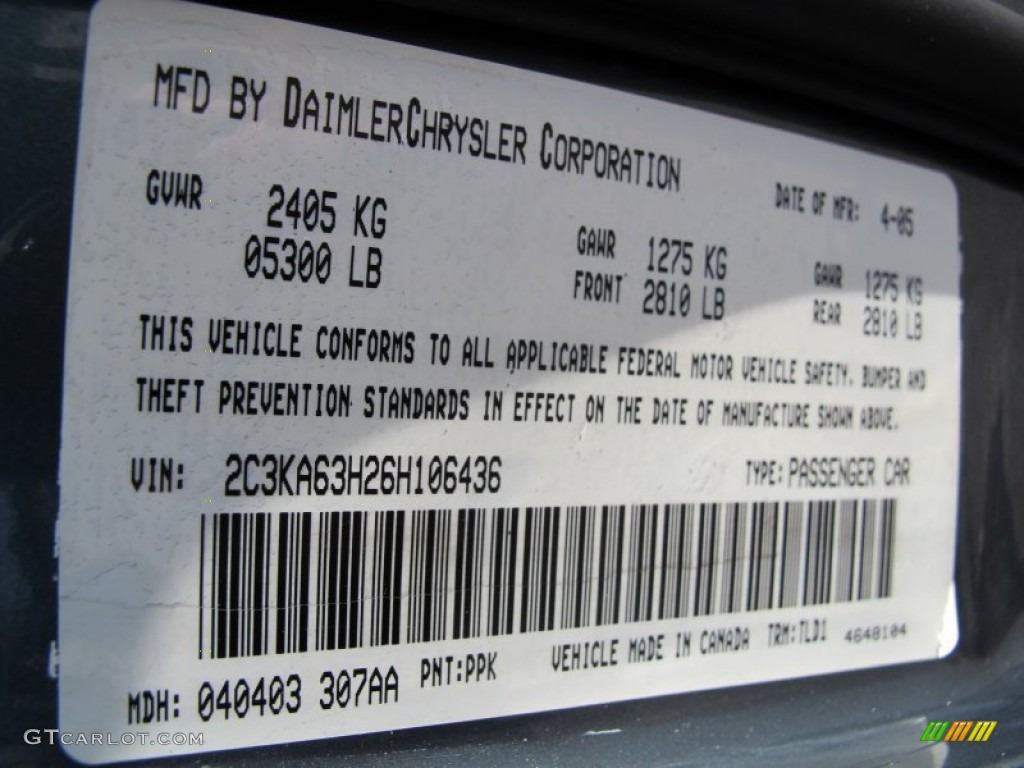 MFD BY DAIMLERCHRYSLER CORPORATION
DATE OF MFR: 4-05
GVWR 2405 KG
05300 LB
GAWR 1275 KG
FRONT 2810 LB
GAWR 1275 KG
REAR 2810 LB
THIS VEHICLE CONFORMS TO ALL APPLICABLE FEDERAL MOTOR VEHICLE SAFETY, BUMPER AND
THEFT PREVENTION STANDARDS IN EFFECT ON THE DATE OF MANUFACTURE SHOWN ABOVE.
VIN: 2C3KA63H26H106436
TYPE: PASSENGER CAR
MDH: 040403 307AA PNT:PPK
VEHICLE MADE IN CANADA TRM:TLD1 4648104
GTCARLOT.COM